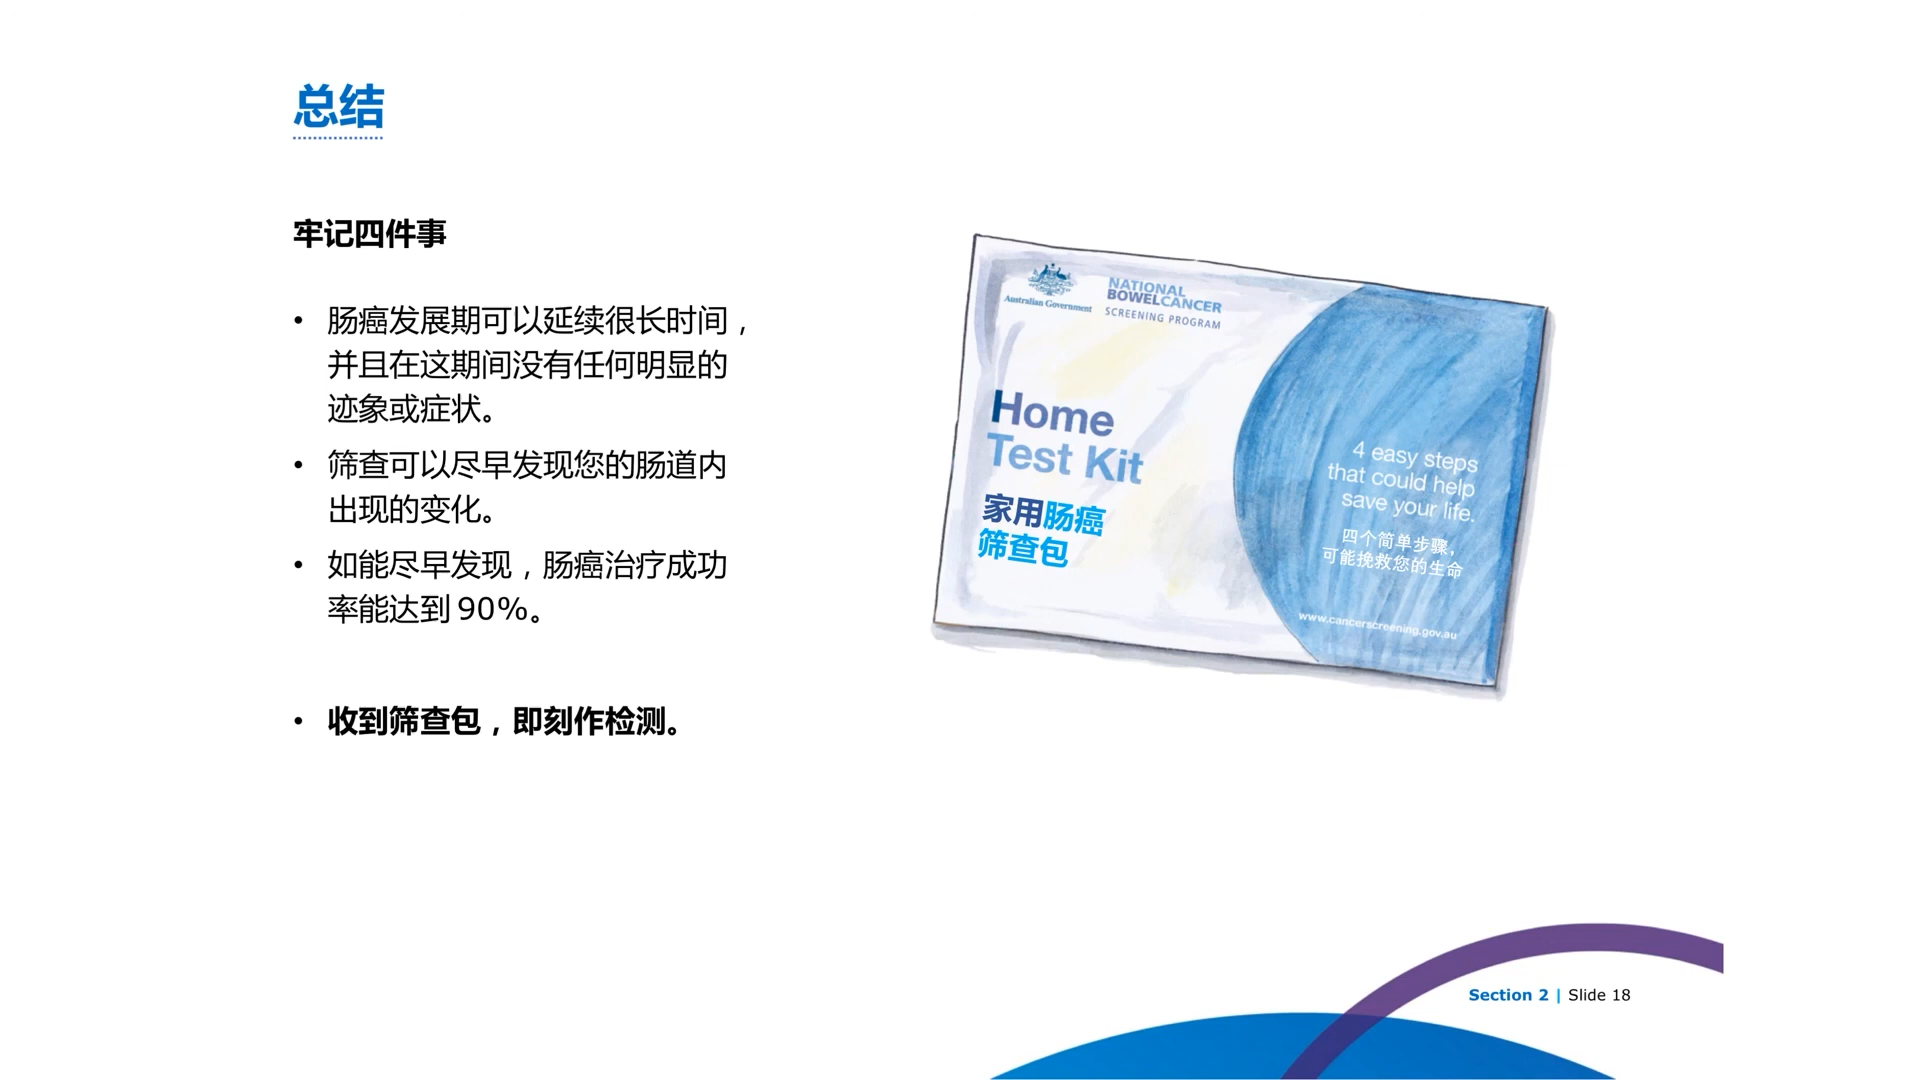 总结
牢记四件事
• 肠癌发展期可以延续很长时间，
并且在这期间没有任何明显的
迹象或症状。
• 筛查可以尽早发现您的肠道内
出现的变化。
• 如能尽早发现，肠癌治疗成功
率能达到 90%。
• 收到筛查包，即刻作检测。
Australian Government
NATIONAL
BOWELCANCER
SCREENING PROGRAM
Home
Test Kit
家用肠癌
筛查包
4 easy steps
that could help
save your life.
四个简单步骤，
可能挽救您的生命
www.cancerscreening.gov.au
Section 2 | Slide 18